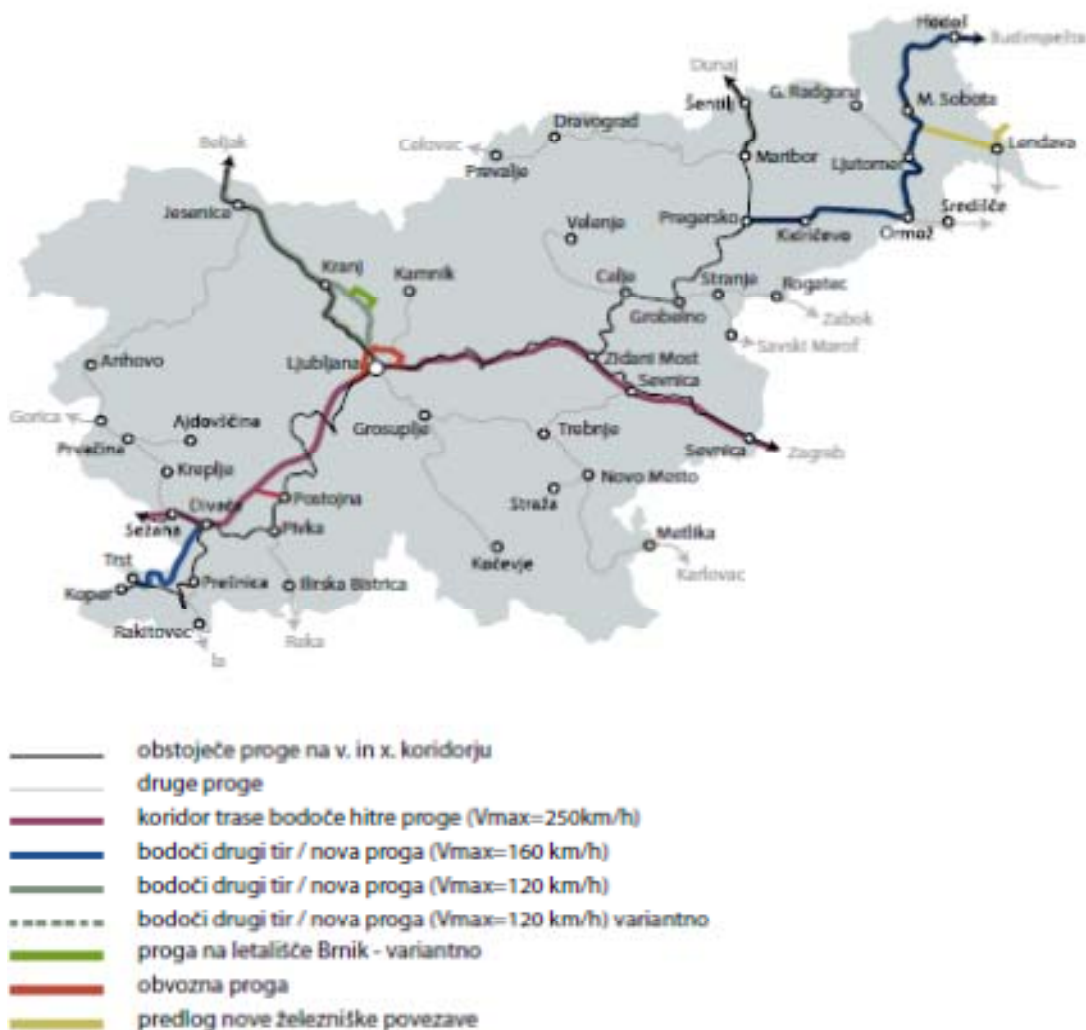 Hodoš
Budimpešta
Dunaj
Šentilj
G. Radgona
M. Sobota
Dravograd
Celovec
Lendava
Beljak
Prevalje
Maribor
Ljutomer
Jesenice
Velenje
Pragersko
Središče
Kidričevo
Ormož
Kranj
Kamnik
Celje
Stranje
Rogatec
Grobelno
Zabok
Savski Marof
Ljubljana
Zidani Most
Anhovo
Sevnica
Gorica
Ajdovščina
Grosuplje
Trebnje
Prvačina
Sevnica
Zagreb
Kreplje
Novo Mesto
Divača
Postojna
Straža
Sežana
Pivka
Metlika
Trst
Kočevje
Karlovac
Koper
Prešnica
Ilirska Bistrica
Rakitovec
Reka
obstoječe proge na v. in x. koridorju
druge proge
koridor trase bodoče hitre proge (Vmax=250km/h)
bodoči drugi tir / nova proga (Vmax=160 km/h)
bodoči drugi tir / nova proga (Vmax=120 km/h)
bodoči drugi tir / nova proga (Vmax=120 km/h) variantno
proga na letališče Brnik - variantno
obvozna proga
predlog nove železniške povezave